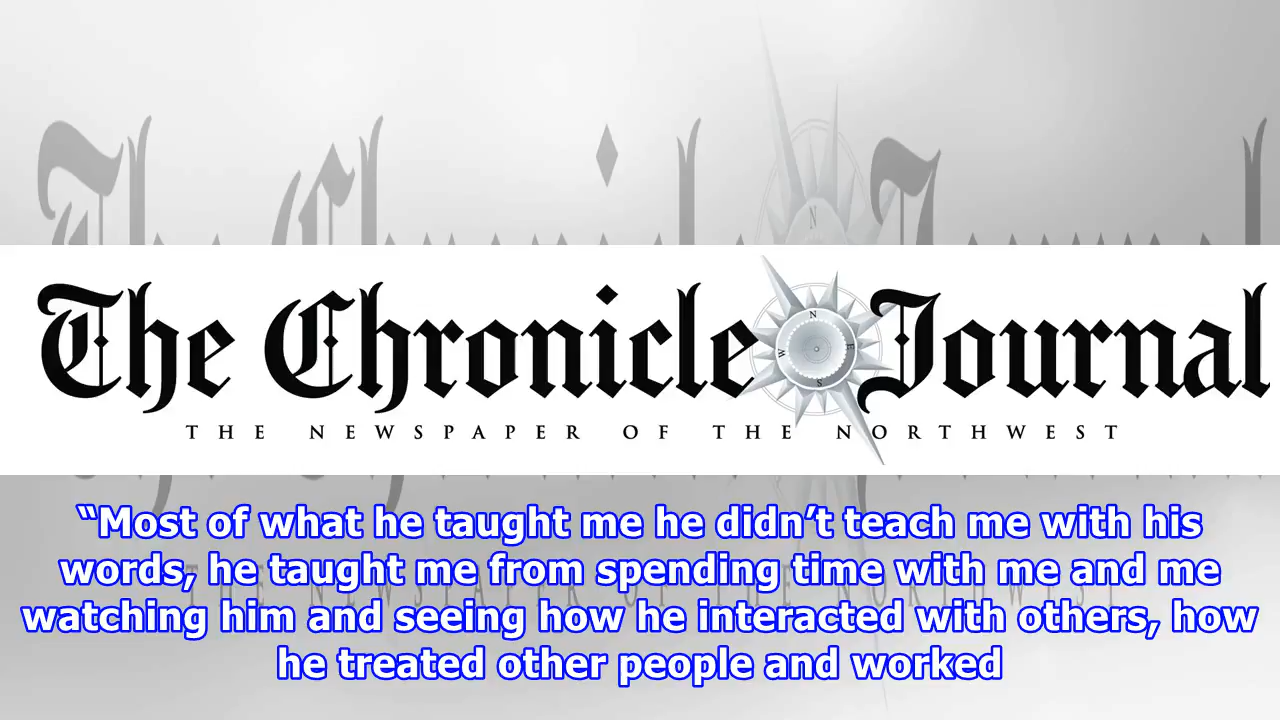 The Chronicle Journal
N
W
E
S
THE NEWSPAPER OF THE NORTHWEST
“Most of what he taught me he didn’t teach me with his
words, he taught me from spending time with me and me
watching him and seeing how he interacted with others, how
he treated other people and worked